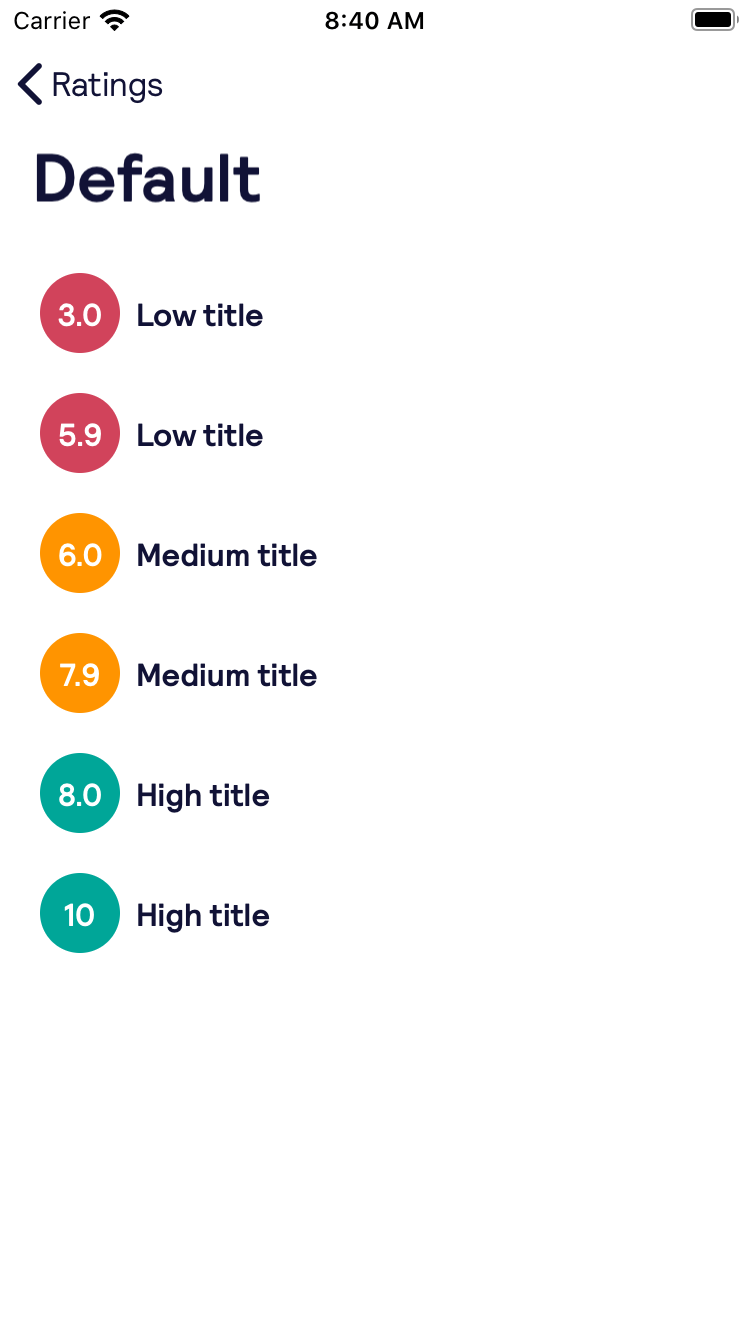 Carrier 8:40 AM
Ratings
Default
3.0 Low title
5.9 Low title
6.0 Medium title
7.9 Medium title
8.0 High title
10 High title